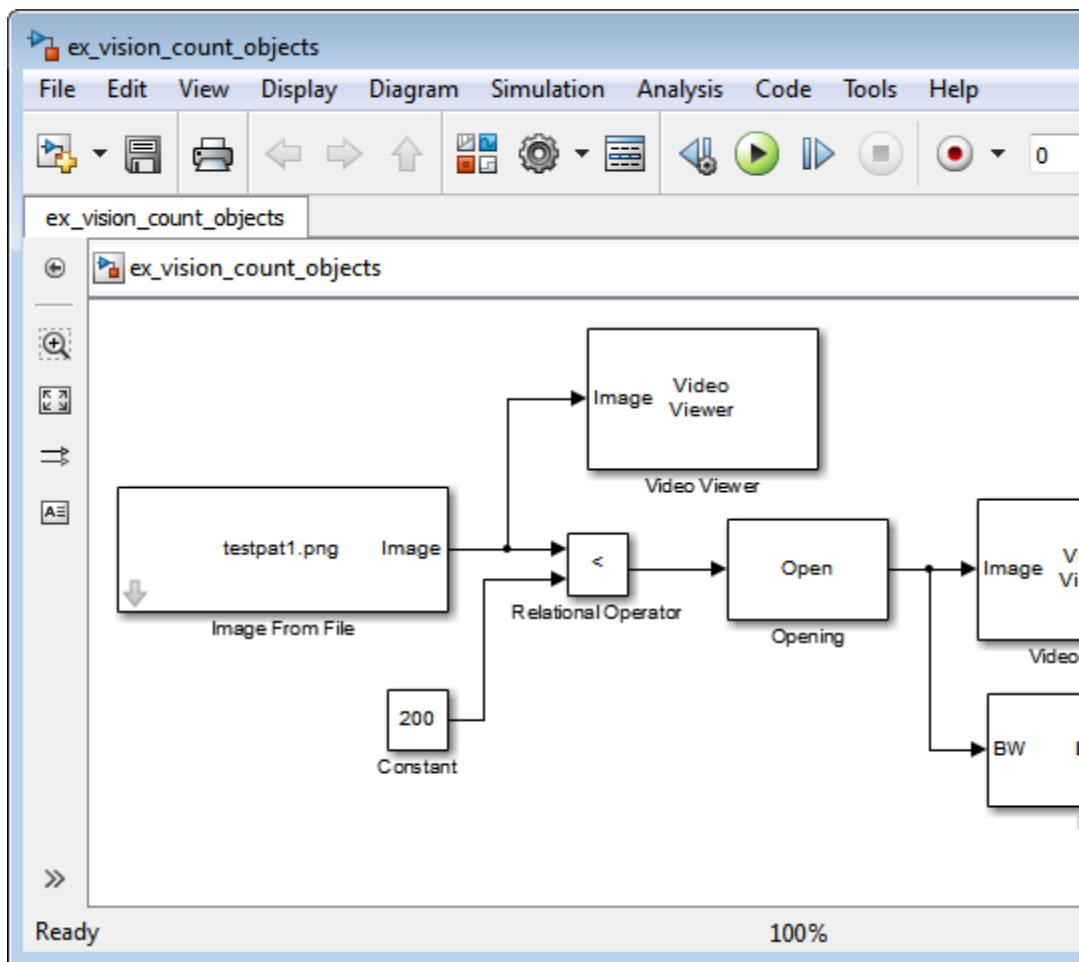 ex_vision_count_objects
File Edit View Display Diagram Simulation Analysis Code Tools Help
0
ex_vision_count_objects
ex_vision_count_objects
Image Video
Viewer
Video Viewer
testpat1.png Image
Image From File
<
Relational Operator
Open
Opening
Image
Video
200
Constant
BW
Ready 100%